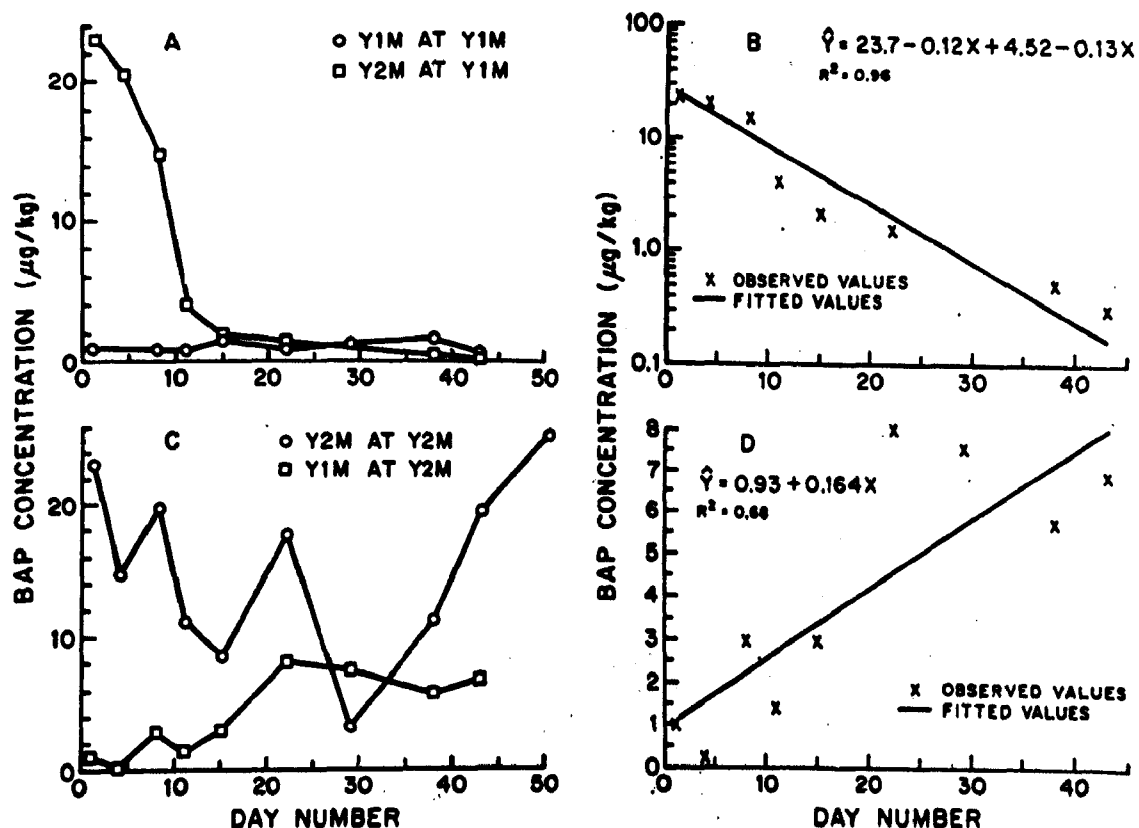 A
○ Y1M AT Y1M
□ Y2M AT Y1M
20
10
0
0 10 20 30 40 50
B
Ŷ = 23.7 - 0.12X + 4.52 - 0.13X
R² = 0.96
100
10
1.0
0.1
x OBSERVED VALUES
— FITTED VALUES
0 10 20 30 40
BAP CONCENTRATION (µg/kg)
BAP CONCENTRATION (µg/kg)
C
○ Y2M AT Y2M
□ Y1M AT Y2M
20
10
0
0 10 20 30 40 50
DAY NUMBER
D
Ŷ = 0.93 + 0.164X
R² = 0.68
8
7
6
5
4
3
2
1
0
x OBSERVED VALUES
— FITTED VALUES
0 10 20 30 40
DAY NUMBER